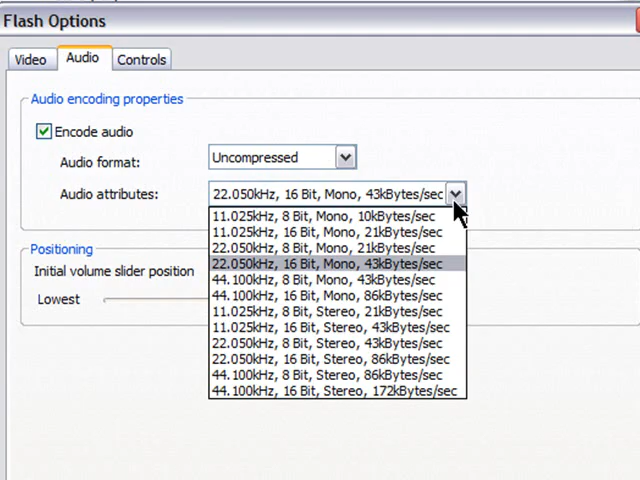 Flash Options
Video Audio Controls
Audio encoding properties
Encode audio
Audio format: Uncompressed
Audio attributes: 22.050kHz, 16 Bit, Mono, 43kBytes/sec
11.025kHz, 8 Bit, Mono, 10kBytes/sec
11.025kHz, 16 Bit, Mono, 21kBytes/sec
22.050kHz, 8 Bit, Mono, 21kBytes/sec
22.050kHz, 16 Bit, Mono, 43kBytes/sec
44.100kHz, 8 Bit, Mono, 43kBytes/sec
44.100kHz, 16 Bit, Mono, 86kBytes/sec
11.025kHz, 8 Bit, Stereo, 21kBytes/sec
11.025kHz, 16 Bit, Stereo, 43kBytes/sec
22.050kHz, 8 Bit, Stereo, 43kBytes/sec
22.050kHz, 16 Bit, Stereo, 86kBytes/sec
44.100kHz, 8 Bit, Stereo, 86kBytes/sec
44.100kHz, 16 Bit, Stereo, 172kBytes/sec
Positioning
Initial volume slider position
Lowest